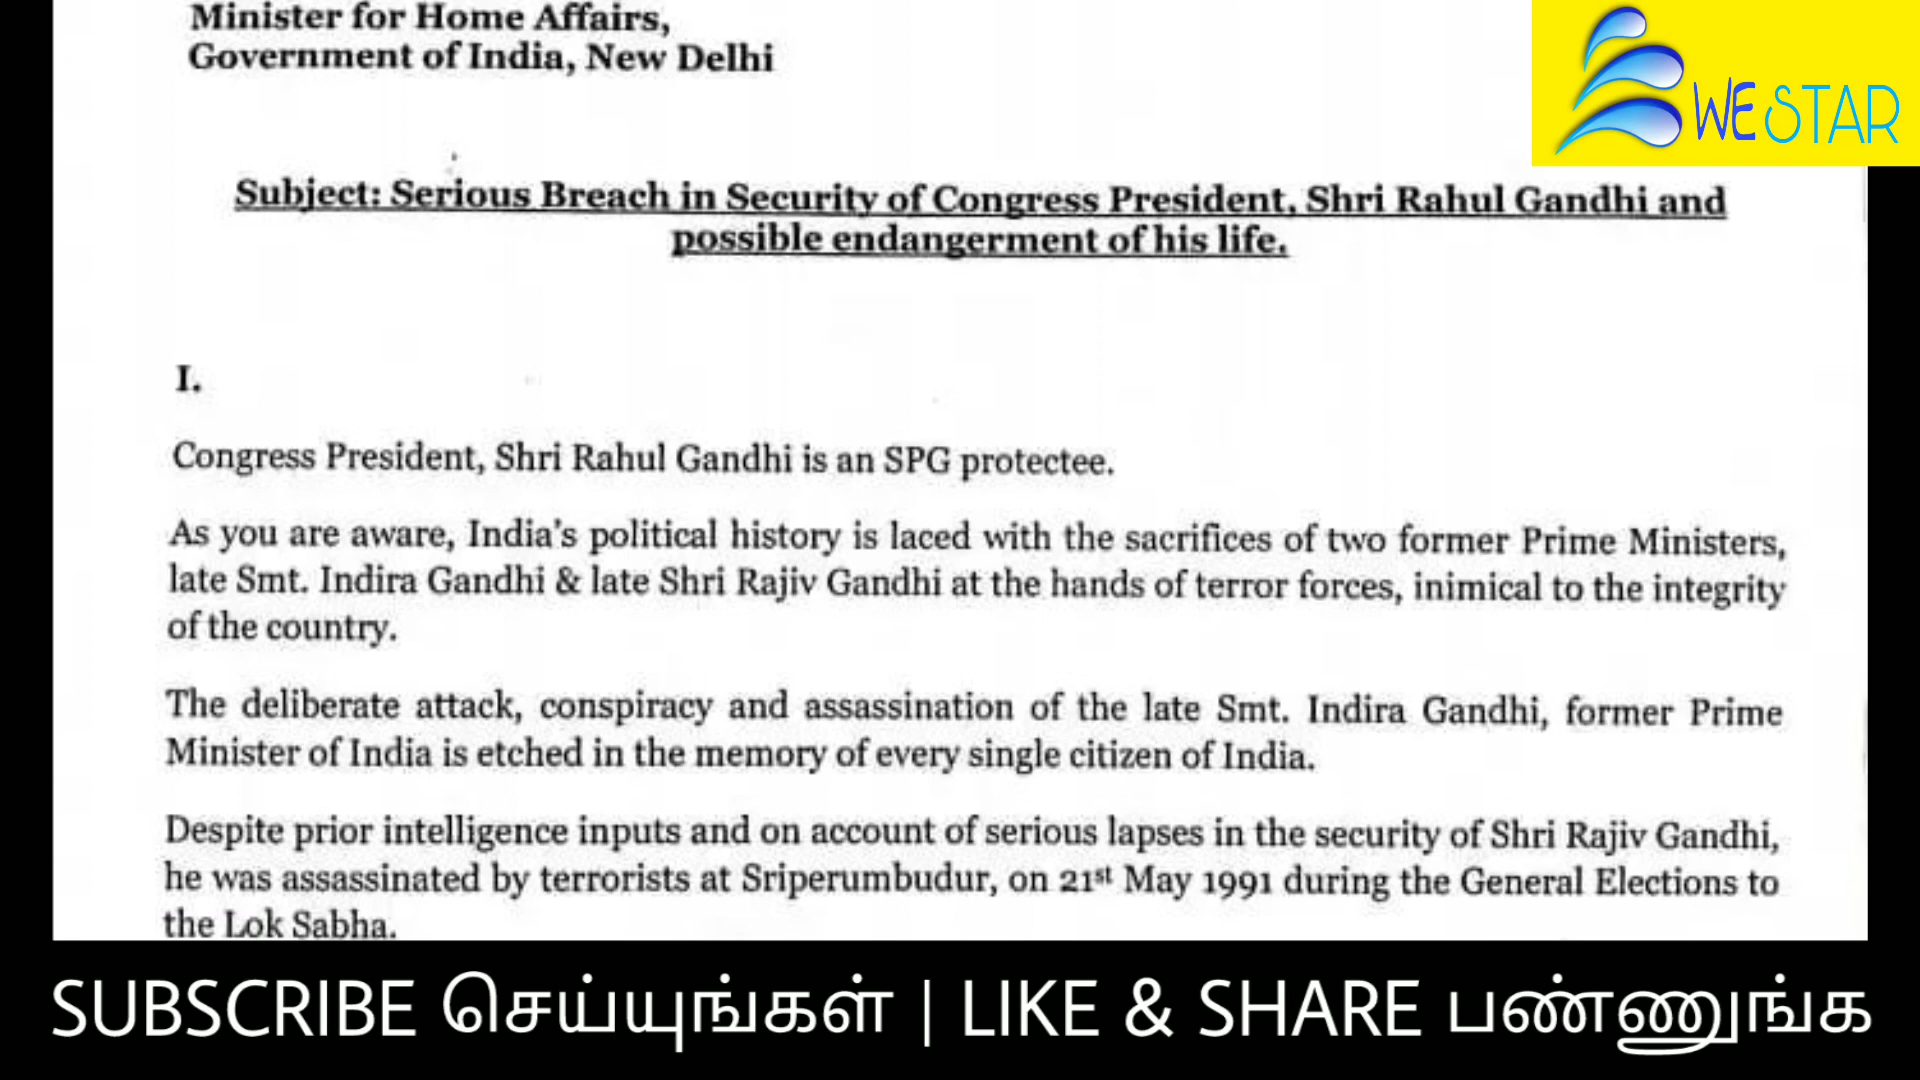 Minister for Home Affairs,
Government of India, New Delhi
WESTAR
Subject: Serious Breach in Security of Congress President, Shri Rahul Gandhi and
possible endangerment of his life.
I.
Congress President, Shri Rahul Gandhi is an SPG protectee.
As you are aware, India's political history is laced with the sacrifices of two former Prime Ministers,
late Smt. Indira Gandhi & late Shri Rajiv Gandhi at the hands of terror forces, inimical to the integrity
of the country.
The deliberate attack, conspiracy and assassination of the late Smt. Indira Gandhi, former Prime
Minister of India is etched in the memory of every single citizen of India.
Despite prior intelligence inputs and on account of serious lapses in the security of Shri Rajiv Gandhi,
he was assassinated by terrorists at Sriperumbudur, on 21st May 1991 during the General Elections to
the Lok Sabha.
SUBSCRIBE செய்யுங்கள் | LIKE & SHARE பண்ணுங்க